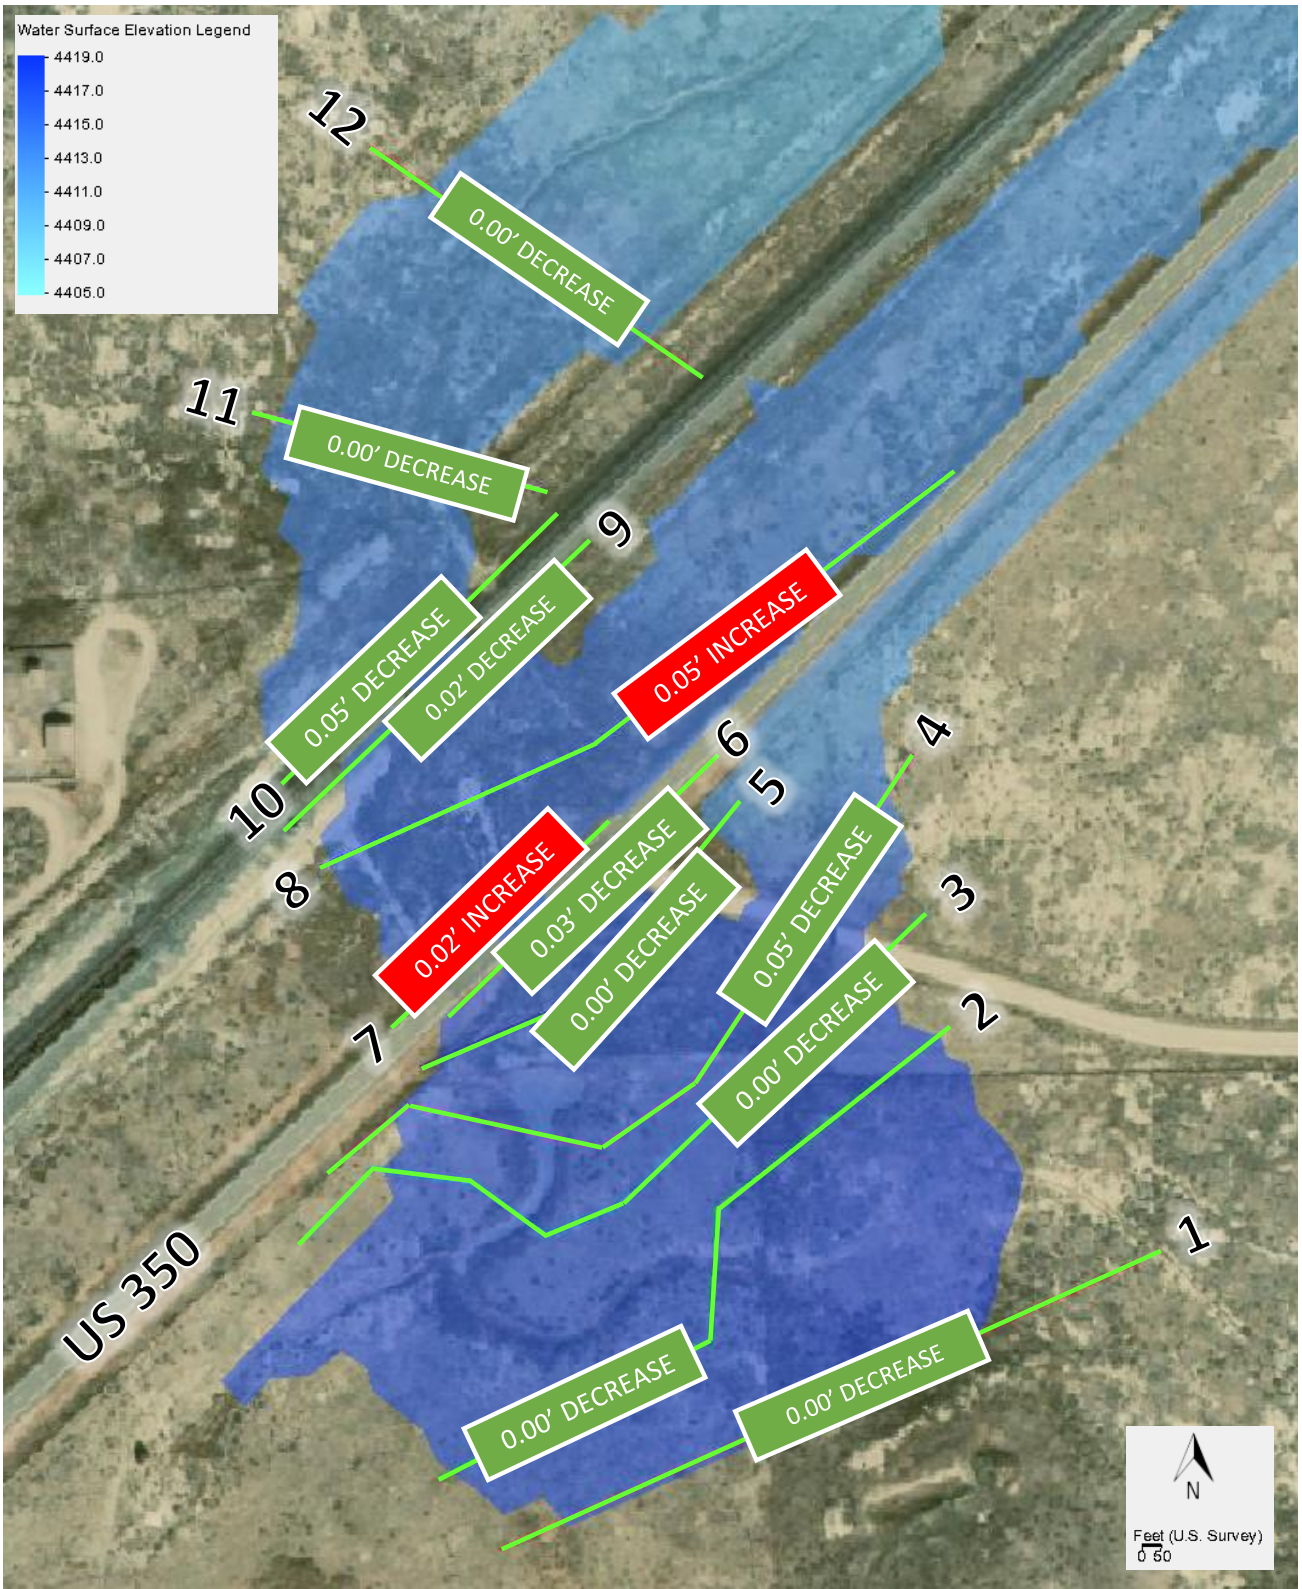 Water Surface Elevation Legend
4419.0
4417.0
4415.0
4413.0
4411.0
4409.0
4407.0
4405.0
12
0.00’ DECREASE
11
0.00’ DECREASE
9
0.05’ DECREASE
0.02’ DECREASE
0.05’ INCREASE
10
8
6
5
4
0.02’ INCREASE
0.03’ DECREASE
0.00’ DECREASE
0.05’ DECREASE
3
7
0.00’ DECREASE
2
US 350
1
0.00’ DECREASE
0.00’ DECREASE
N
Feet (U.S. Survey)
0 50